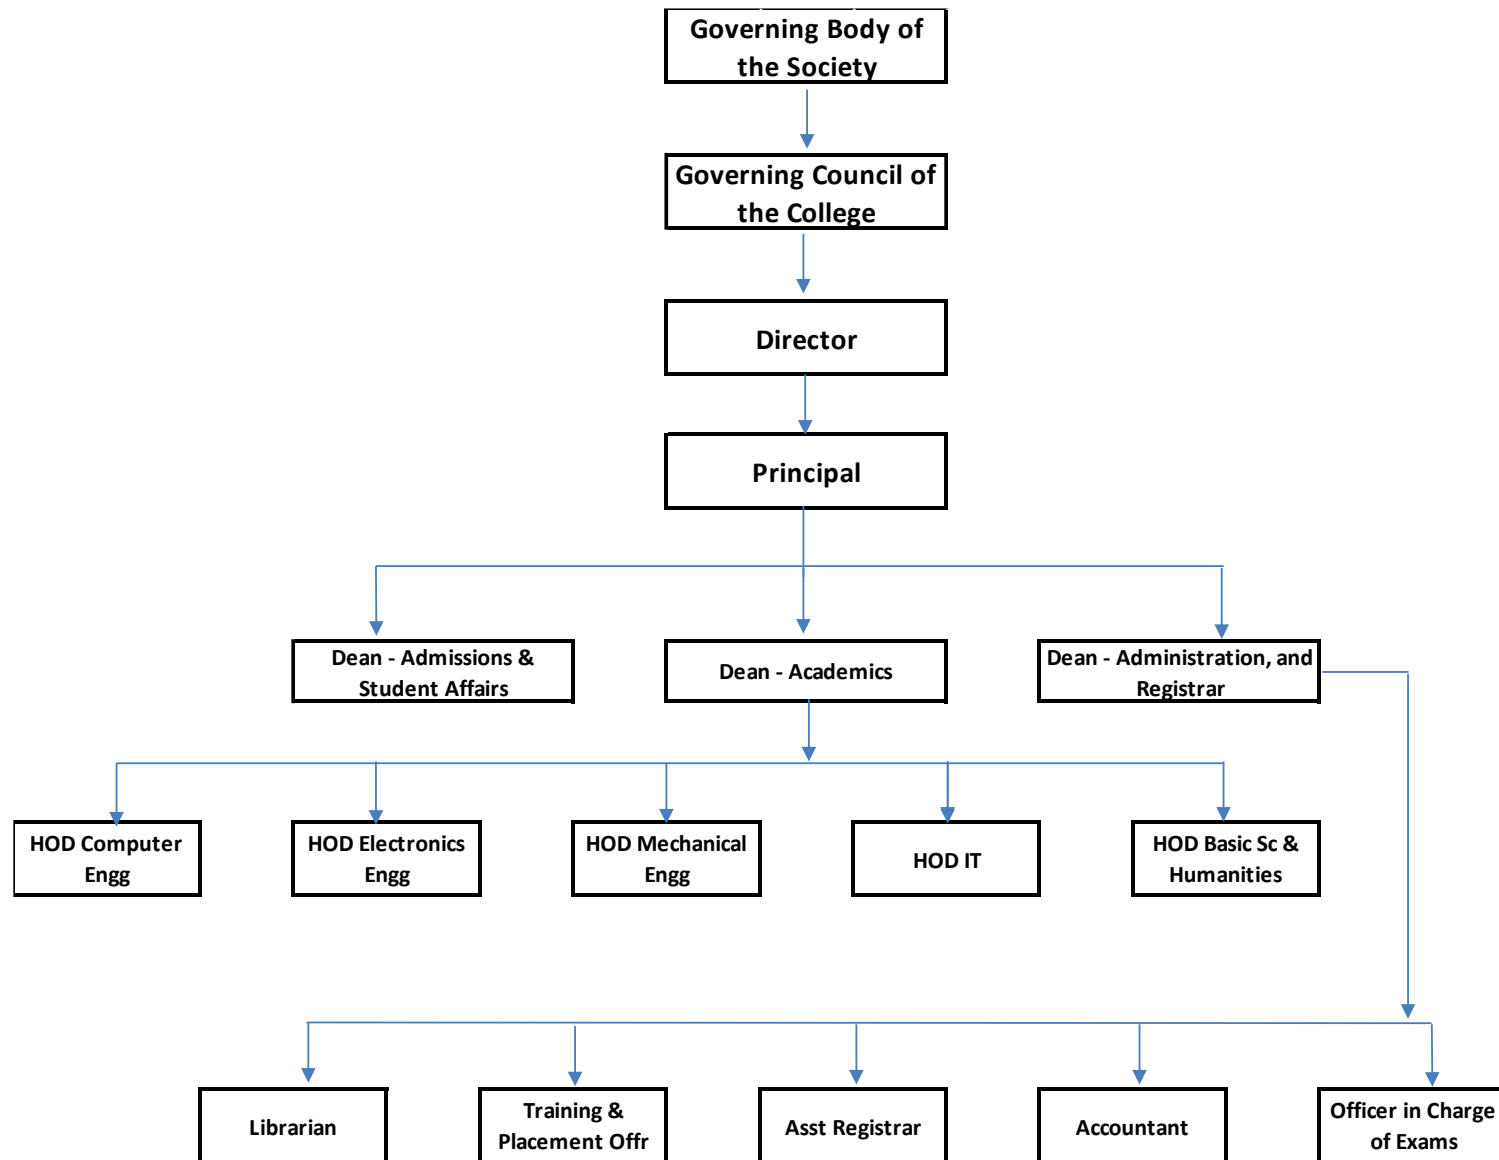 Governing Body of
the Society
Governing Council of
the College
Director
Principal
Dean - Admissions &
Student Affairs
Dean - Academics
Dean - Administration, and
Registrar
HOD Computer
Engg
HOD Electronics
Engg
HOD Mechanical
Engg
HOD IT
HOD Basic Sc &
Humanities
Librarian
Training &
Placement Offr
Asst Registrar
Accountant
Officer in Charge
of Exams